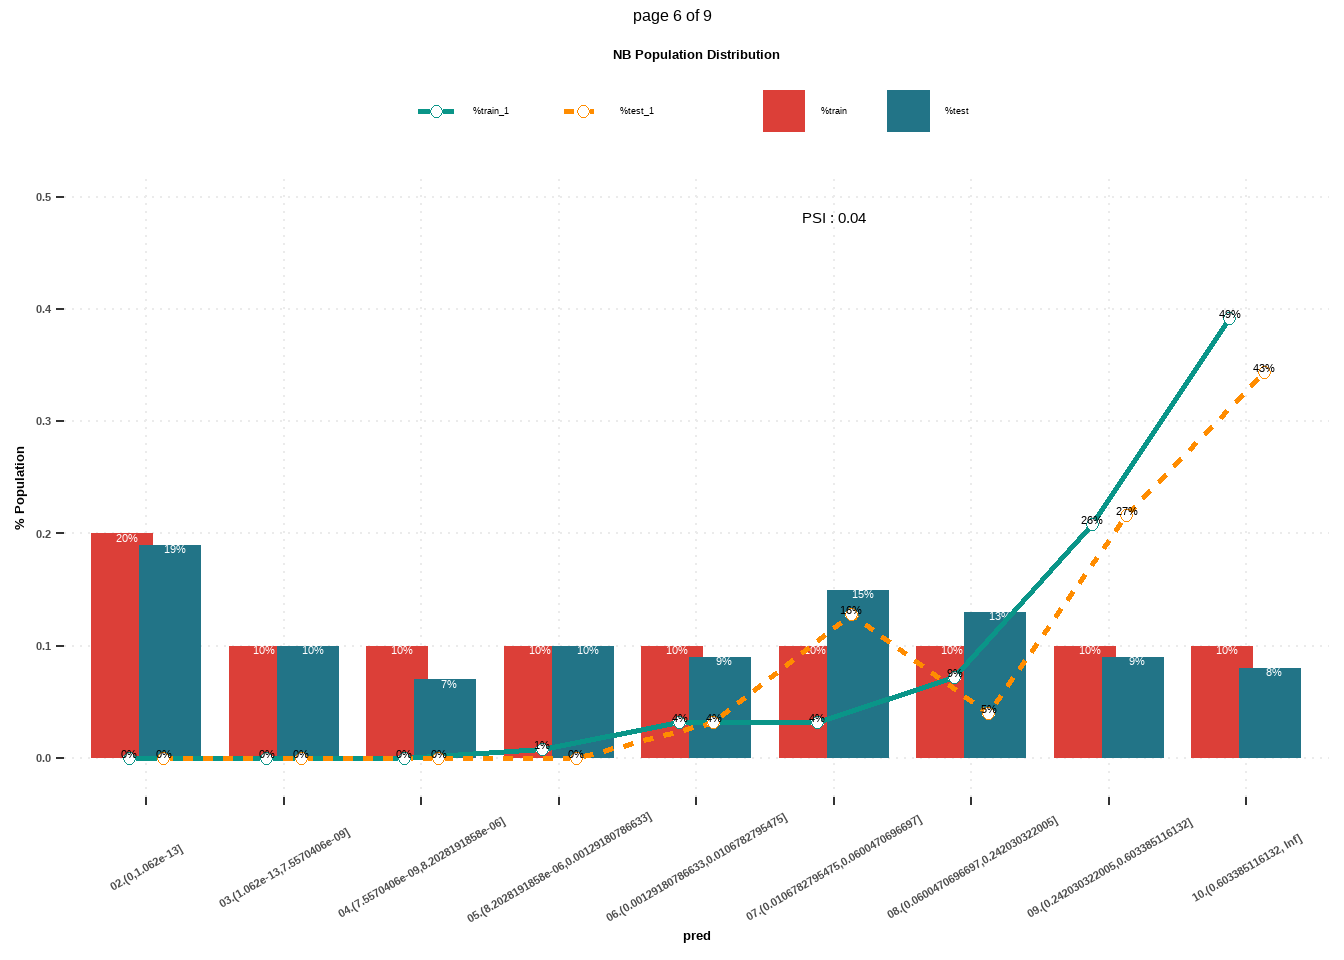 page 6 of 9
NB Population Distribution
%train_1 %test_1 %train %test
PSI : 0.04
0.5
0.4
0.3
0.2
0.1
0.0
% Population
20% 19%
10% 10%
10% 7%
10% 10%
10% 9%
10% 15%
10% 13%
10% 9%
10% 8%
0% 0%
0% 0%
0% 0%
1% 0%
4% 4%
4% 16%
9% 5%
26% 27%
49% 43%
02.(0,1.062e-13]
03.(1.062e-13,7.5570406e-09]
04.(7.5570406e-09,8.2028191858e-06]
05.(8.2028191858e-06,0.00129180786633]
06.(0.00129180786633,0.0106782795475]
07.(0.0106782795475,0.0600470696697]
08.(0.0600470696697,0.242030322005]
09.(0.242030322005,0.603385116132]
10.(0.603385116132, Inf]
pred